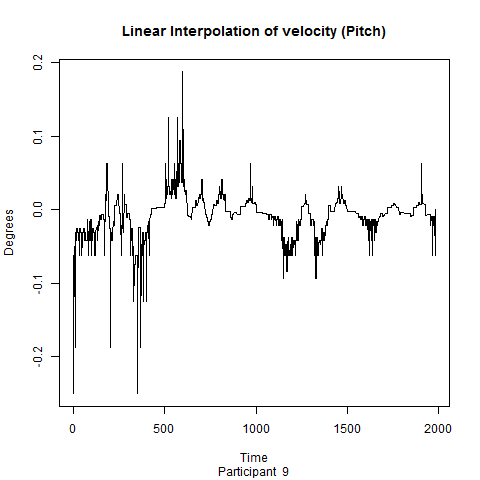 Linear Interpolation of velocity (Pitch)
0.2
0.1
0.0
-0.1
-0.2
Degrees
0 500 1000 1500 2000
Time
Participant 9